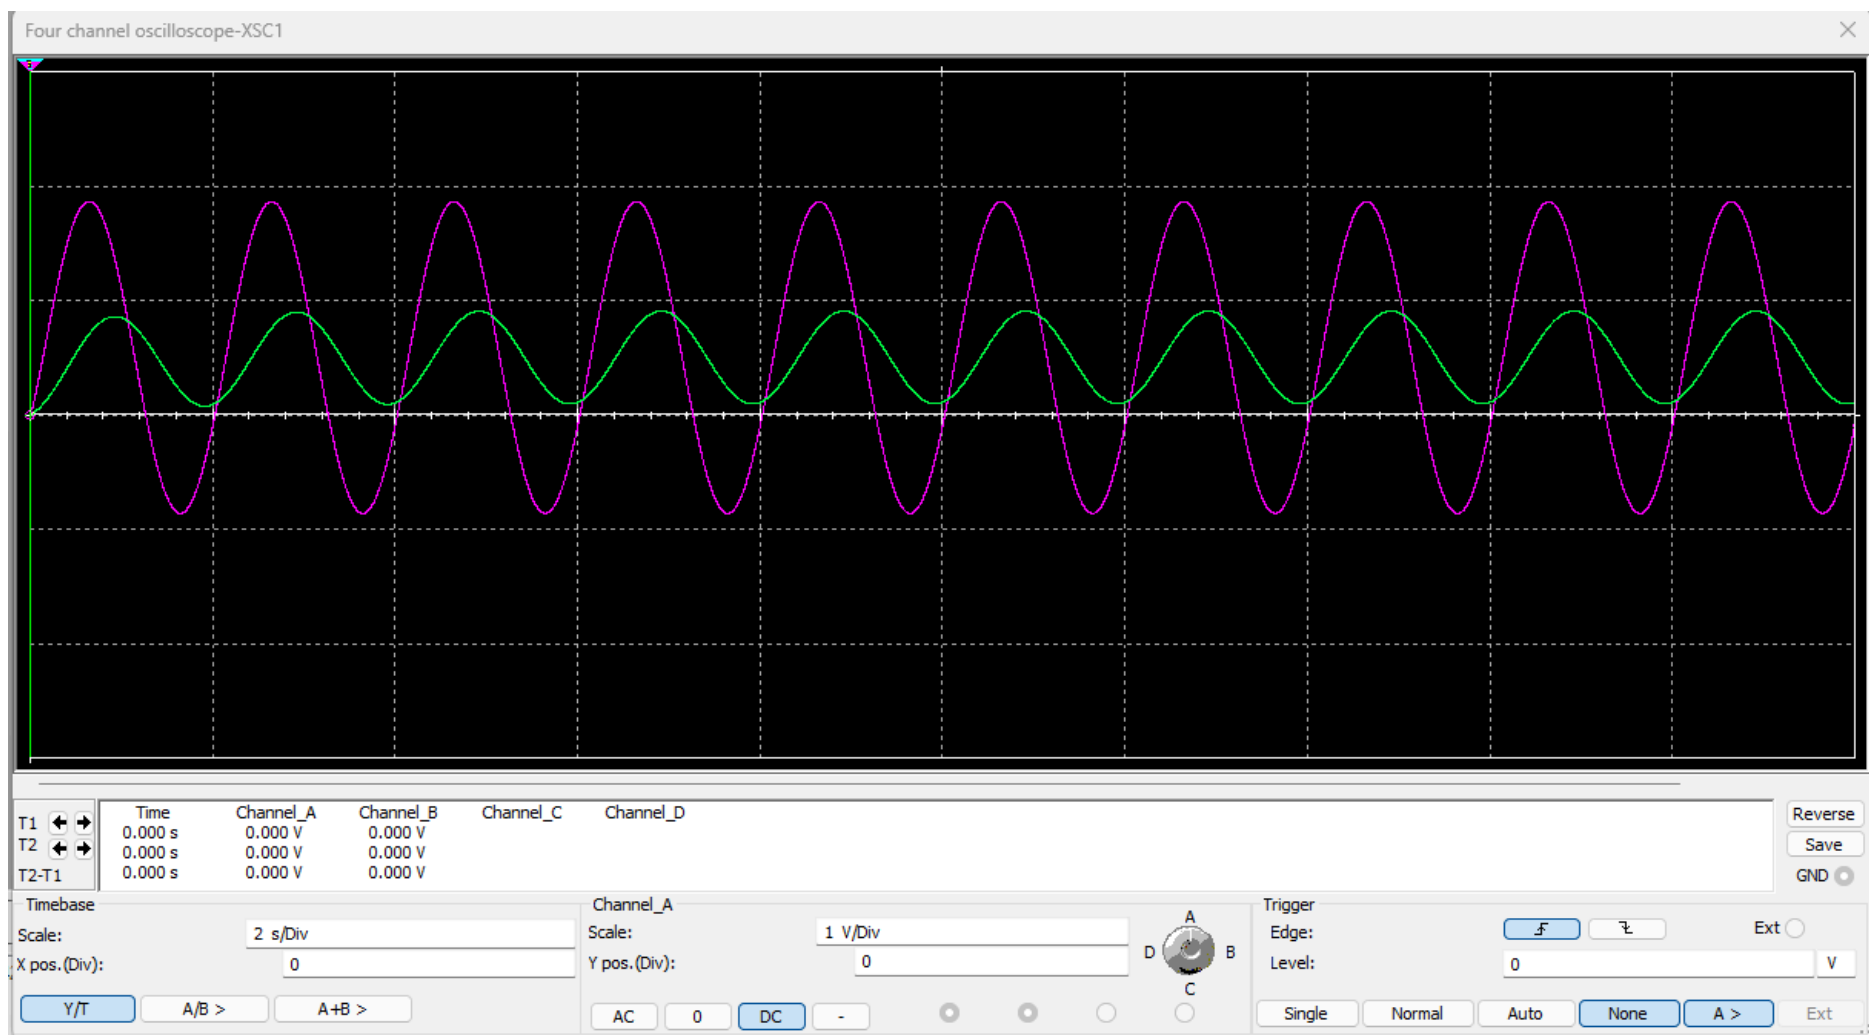 Four channel oscilloscope-XSC1
Time Channel_A Channel_B Channel_C Channel_D
T1 0.000 s 0.000 V 0.000 V
T2 0.000 s 0.000 V 0.000 V
T2-T1 0.000 s 0.000 V 0.000 V
Reverse
Save
GND
Timebase
Scale: 2 s/Div
X pos.(Div): 0
Y/T A/B > A+B >
Channel_A
Scale: 1 V/Div
Y pos.(Div): 0
AC 0 DC -
A
D B
C
Trigger
Edge: Ext
Level: 0 V
Single Normal Auto None A > Ext